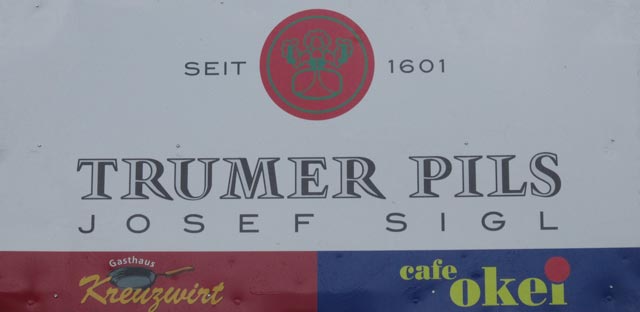 SEIT 1601
TRUMER PILS
JOSEF SIGL
Gasthaus
Kreuzwirt
cafe
okei